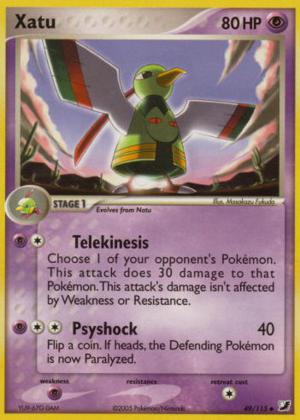 Xatu 80 HP
Illus. Masakazu Fukuda
STAGE 1
Evolves from Natu
Telekinesis
Choose 1 of your opponent's Pokémon.
This attack does 30 damage to that
Pokémon. This attack's damage isn't affected
by Weakness or Resistance.
Psyshock 40
Flip a coin. If heads, the Defending Pokémon
is now Paralyzed.
weakness resistance retreat cost
©2005 Pokémon/Nintendo 49/115